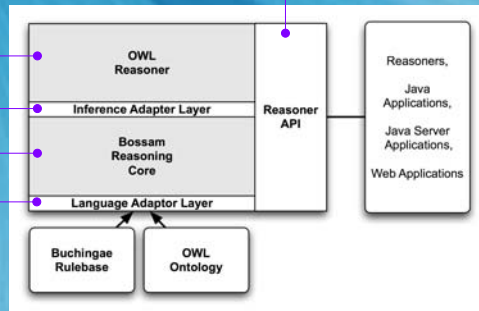 OWL
Reasoner
Inference Adapter Layer
Bossam
Reasoning
Core
Language Adaptor Layer
Reasoner
API
Reasoners,
Java
Applications,
Java Server
Applications,
Web Applications
Buchingae
Rulebase
OWL
Ontology